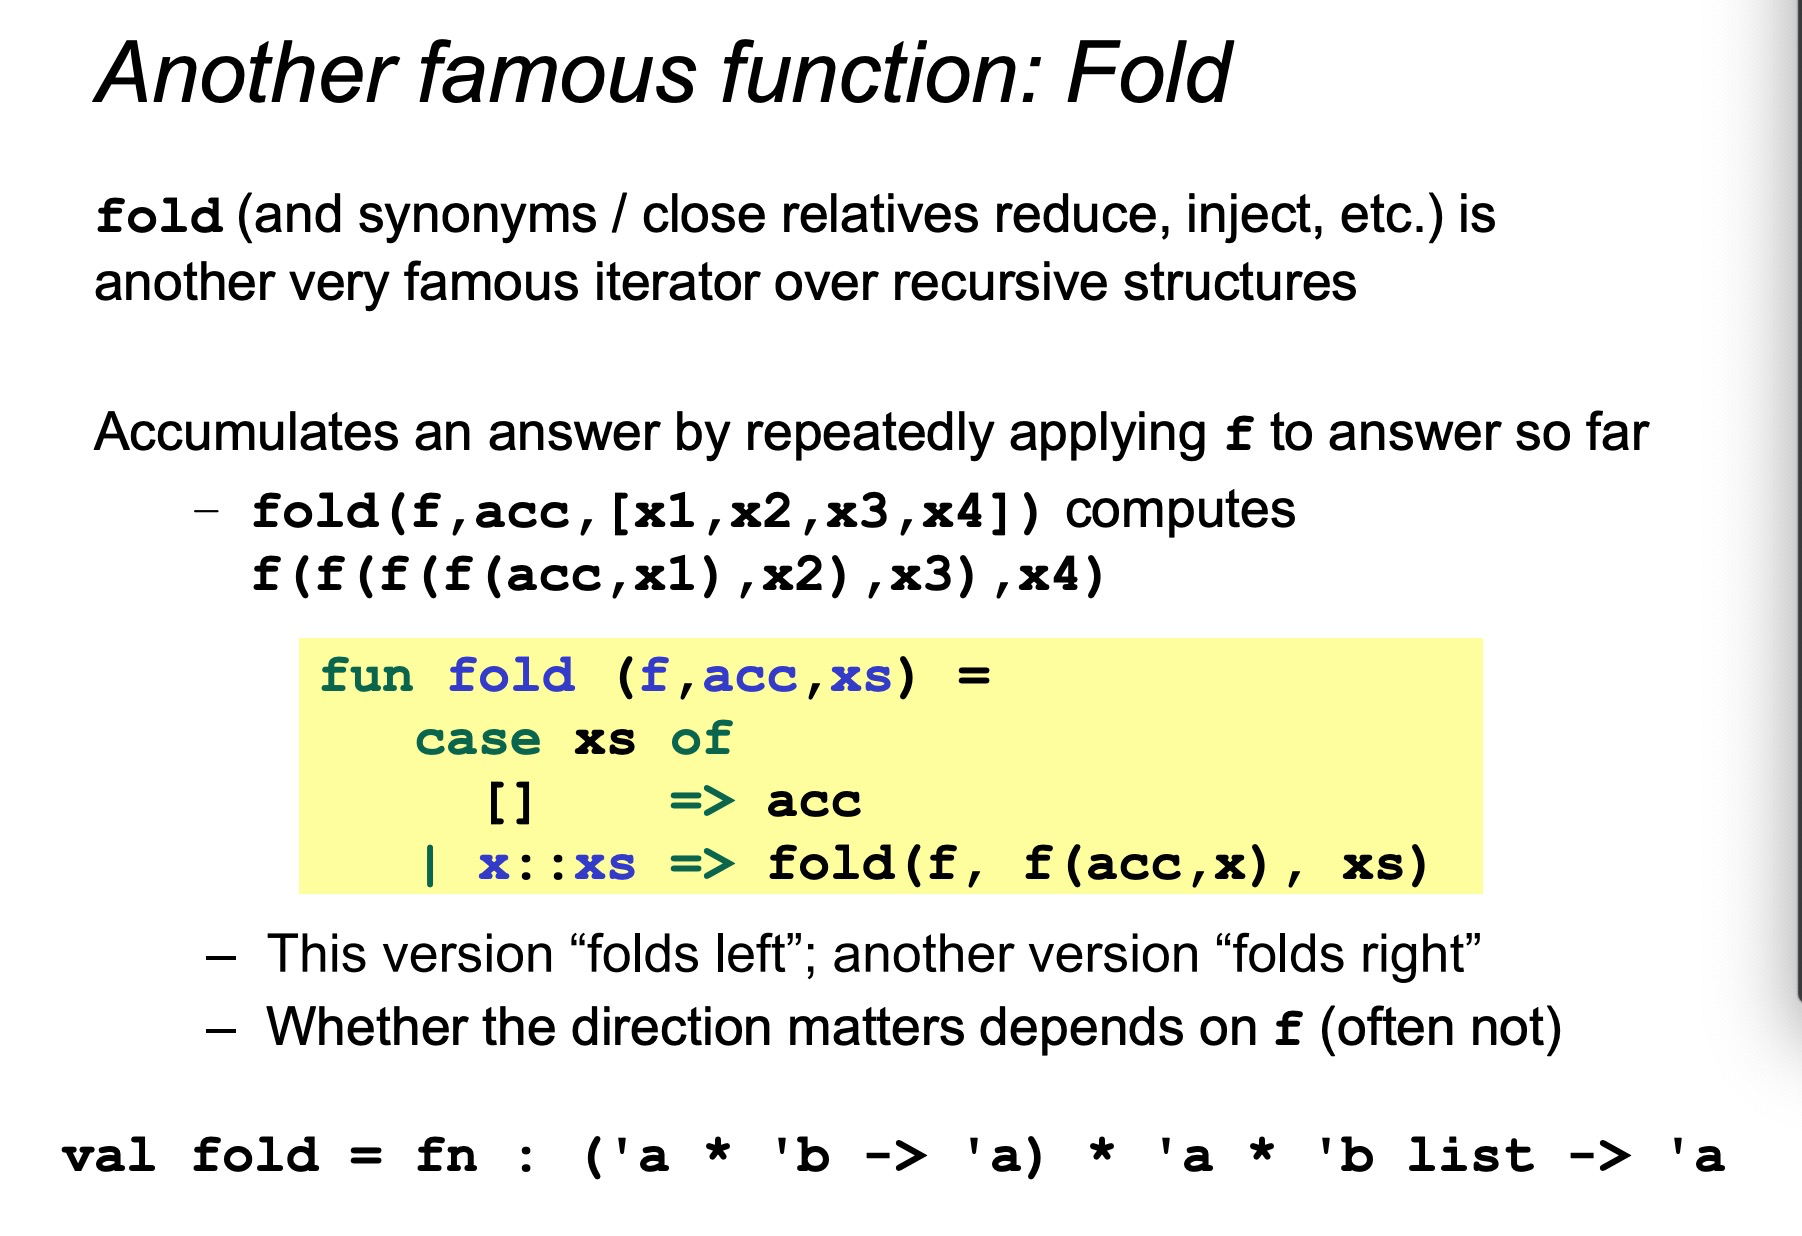 Another famous function: Fold
fold (and synonyms / close relatives reduce, inject, etc.) is
another very famous iterator over recursive structures
Accumulates an answer by repeatedly applying f to answer so far
– fold(f,acc,[x1,x2,x3,x4]) computes
f(f(f(f(acc,x1),x2),x3),x4)
fun fold (f,acc,xs) =
case xs of
[] => acc
| x::xs => fold(f, f(acc,x), xs)
– This version “folds left”; another version “folds right”
– Whether the direction matters depends on f (often not)
val fold = fn : ('a * 'b -> 'a) * 'a * 'b list -> 'a